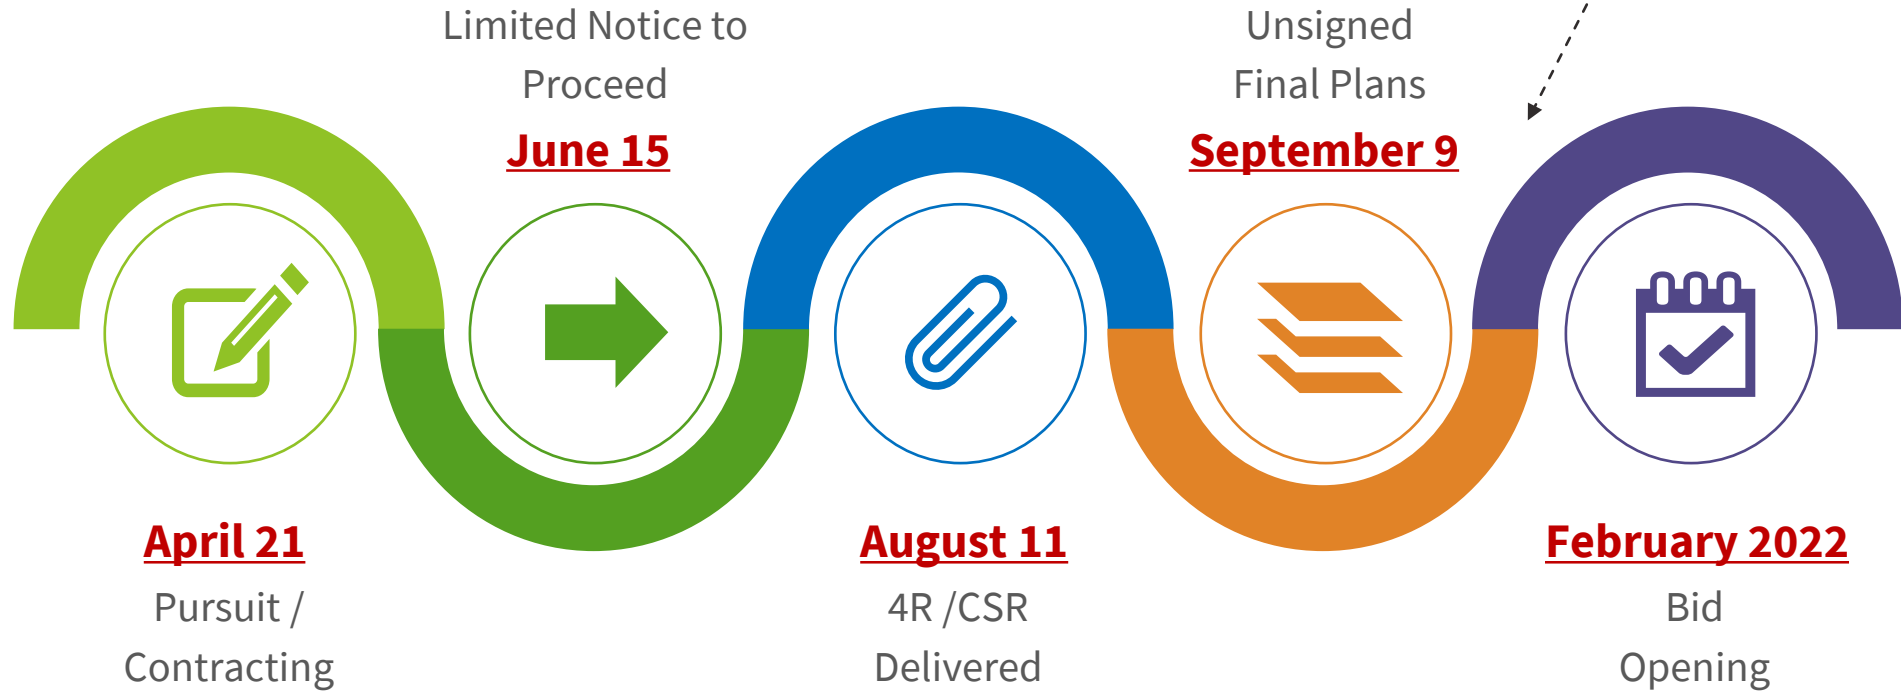 Limited Notice to
Proceed
June 15
Unsigned
Final Plans
September 9
April 21
Pursuit /
Contracting
August 11
4R /CSR
Delivered
February 2022
Bid
Opening